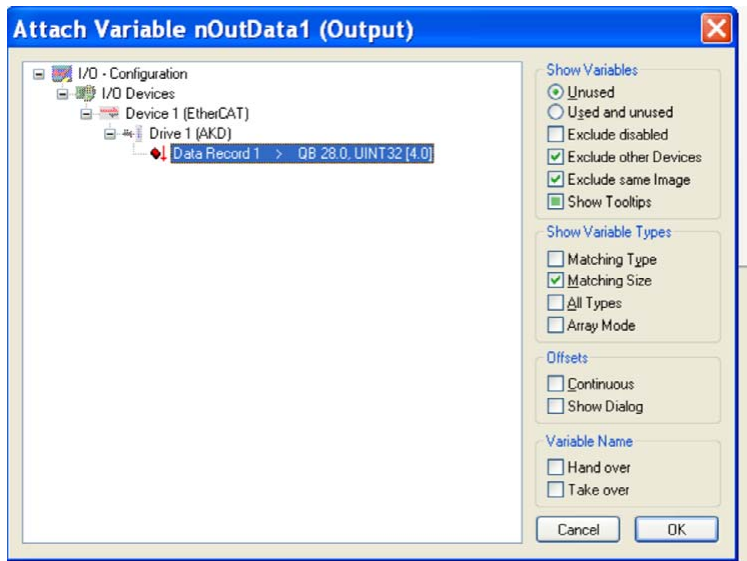 Attach Variable nOutData1 (Output)
I/O - Configuration
I/O Devices
Device 1 (EtherCAT)
Drive 1 (AKD)
Data Record 1 > QB 28.0, UINT32 [4.0]
Show Variables
Unused
Used and unused
Exclude disabled
Exclude other Devices
Exclude same Image
Show Tooltips
Show Variable Types
Matching Type
Matching Size
All Types
Array Mode
Offsets
Continuous
Show Dialog
Variable Name
Hand over
Take over
Cancel
OK